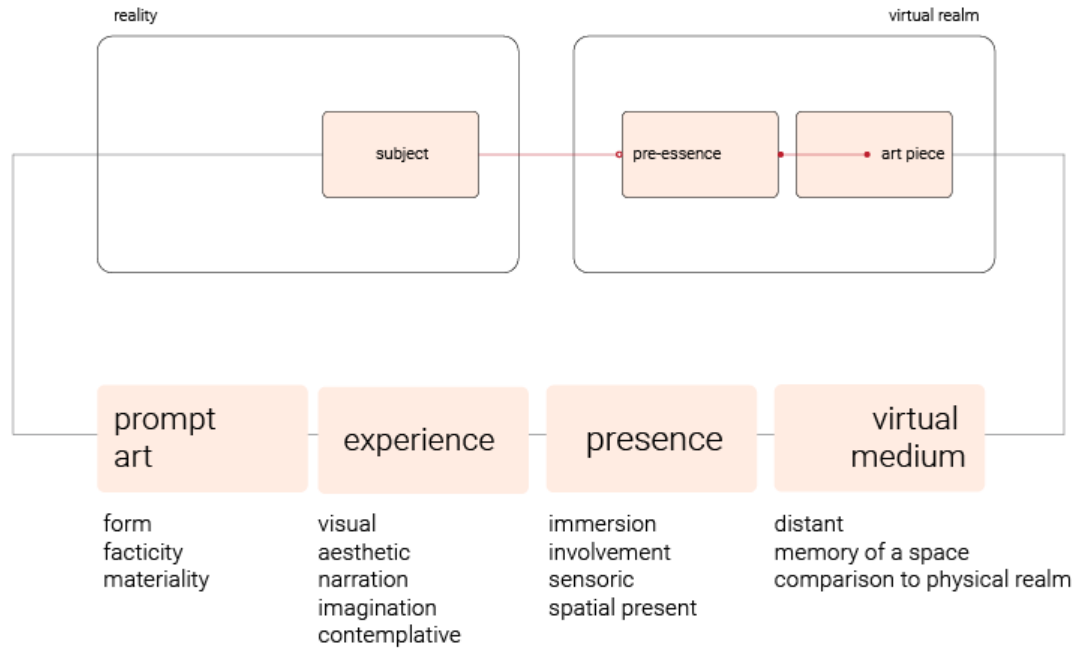 reality
virtual realm
subject
pre-essence
art piece
prompt
art
experience
presence
virtual
medium
form
facticity
materiality
visual
aesthetic
narration
imagination
contemplative
immersion
involvement
sensoric
spatial present
distant
memory of a space
comparison to physical realm